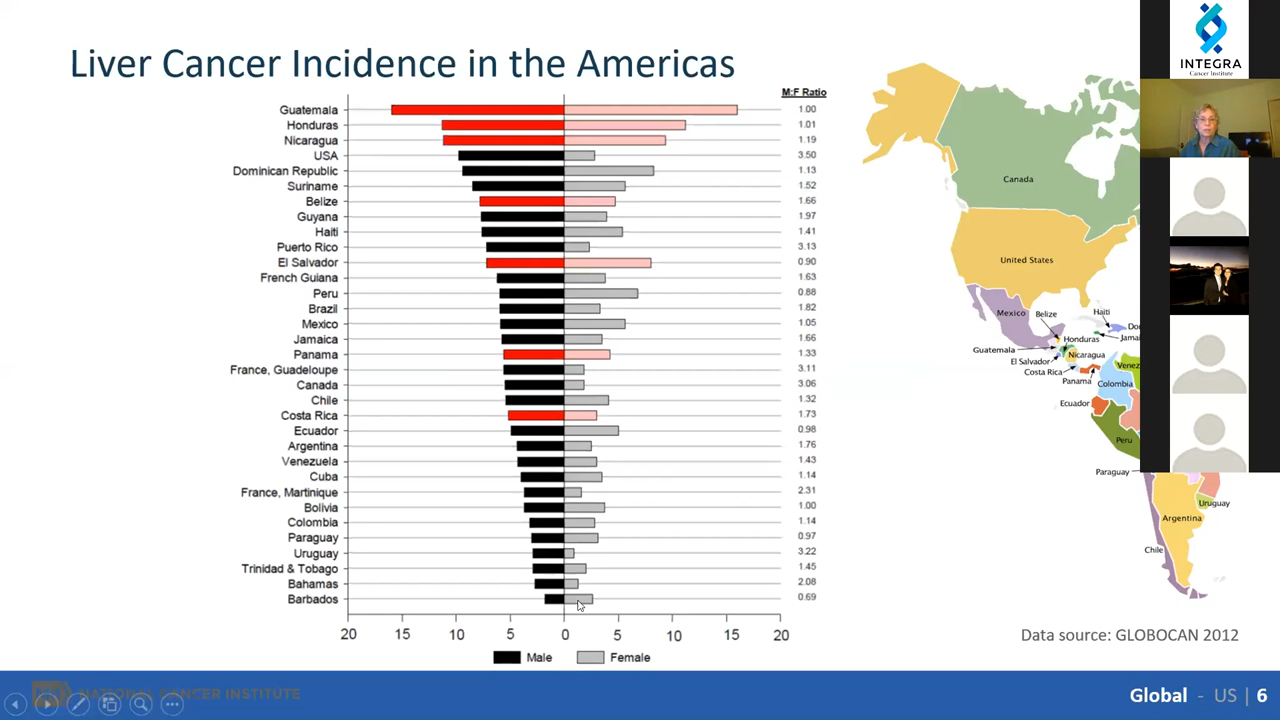 Liver Cancer Incidence in the Americas
M:F Ratio
Guatemala 1.00
Honduras 1.01
Nicaragua 1.19
USA 3.50
Dominican Republic 1.13
Suriname 1.52
Belize 1.66
Guyana 1.97
Haiti 1.41
Puerto Rico 3.13
El Salvador 0.90
French Guiana 1.63
Peru 0.88
Brazil 1.82
Mexico 1.05
Jamaica 1.66
Panama 1.33
France, Guadeloupe 3.11
Canada 3.06
Chile 1.32
Costa Rica 1.73
Ecuador 0.98
Argentina 1.76
Venezuela 1.43
Cuba 1.14
France, Martinique 2.31
Bolivia 1.00
Colombia 1.14
Paraguay 0.97
Uruguay 3.22
Trinidad & Tobago 1.45
Bahamas 2.08
Barbados 0.69
20 15 10 5 0 5 10 15 20
Male Female
Canada
United States
Mexico
Belize
Haiti
Honduras
Guatemala
Nicaragua
El Salvador
Costa Rica
Panama
Colombia
Ecuador
Peru
Paraguay
Uruguay
Argentina
Chile
INTEGRA
Cancer Institute
Data source: GLOBOCAN 2012
NATIONAL CANCER INSTITUTE
Global - US | 6